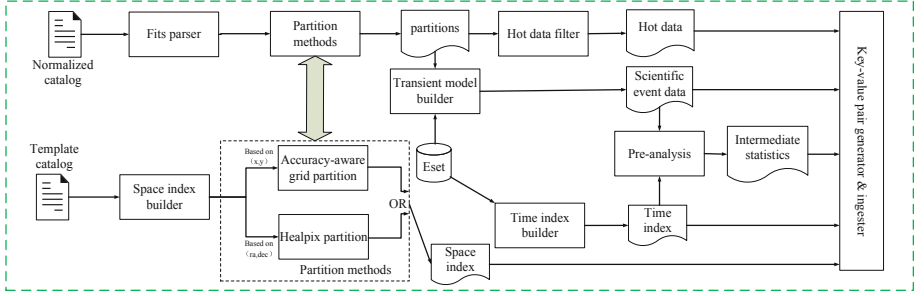 Normalized
catalog
Fits parser
Partition
methods
partitions
Hot data filter
Hot data
Transient model
builder
Scientific
event data
Key-value pair generator & ingester
Template
catalog
Space index
builder
Based on
(x,y)
Accuracy-aware
grid partition
Based on
(ra,dec)
Healpix partition
Partition methods
OR
Eset
Pre-analysis
Intermediate
statistics
Time index
builder
Time
index
Space
index